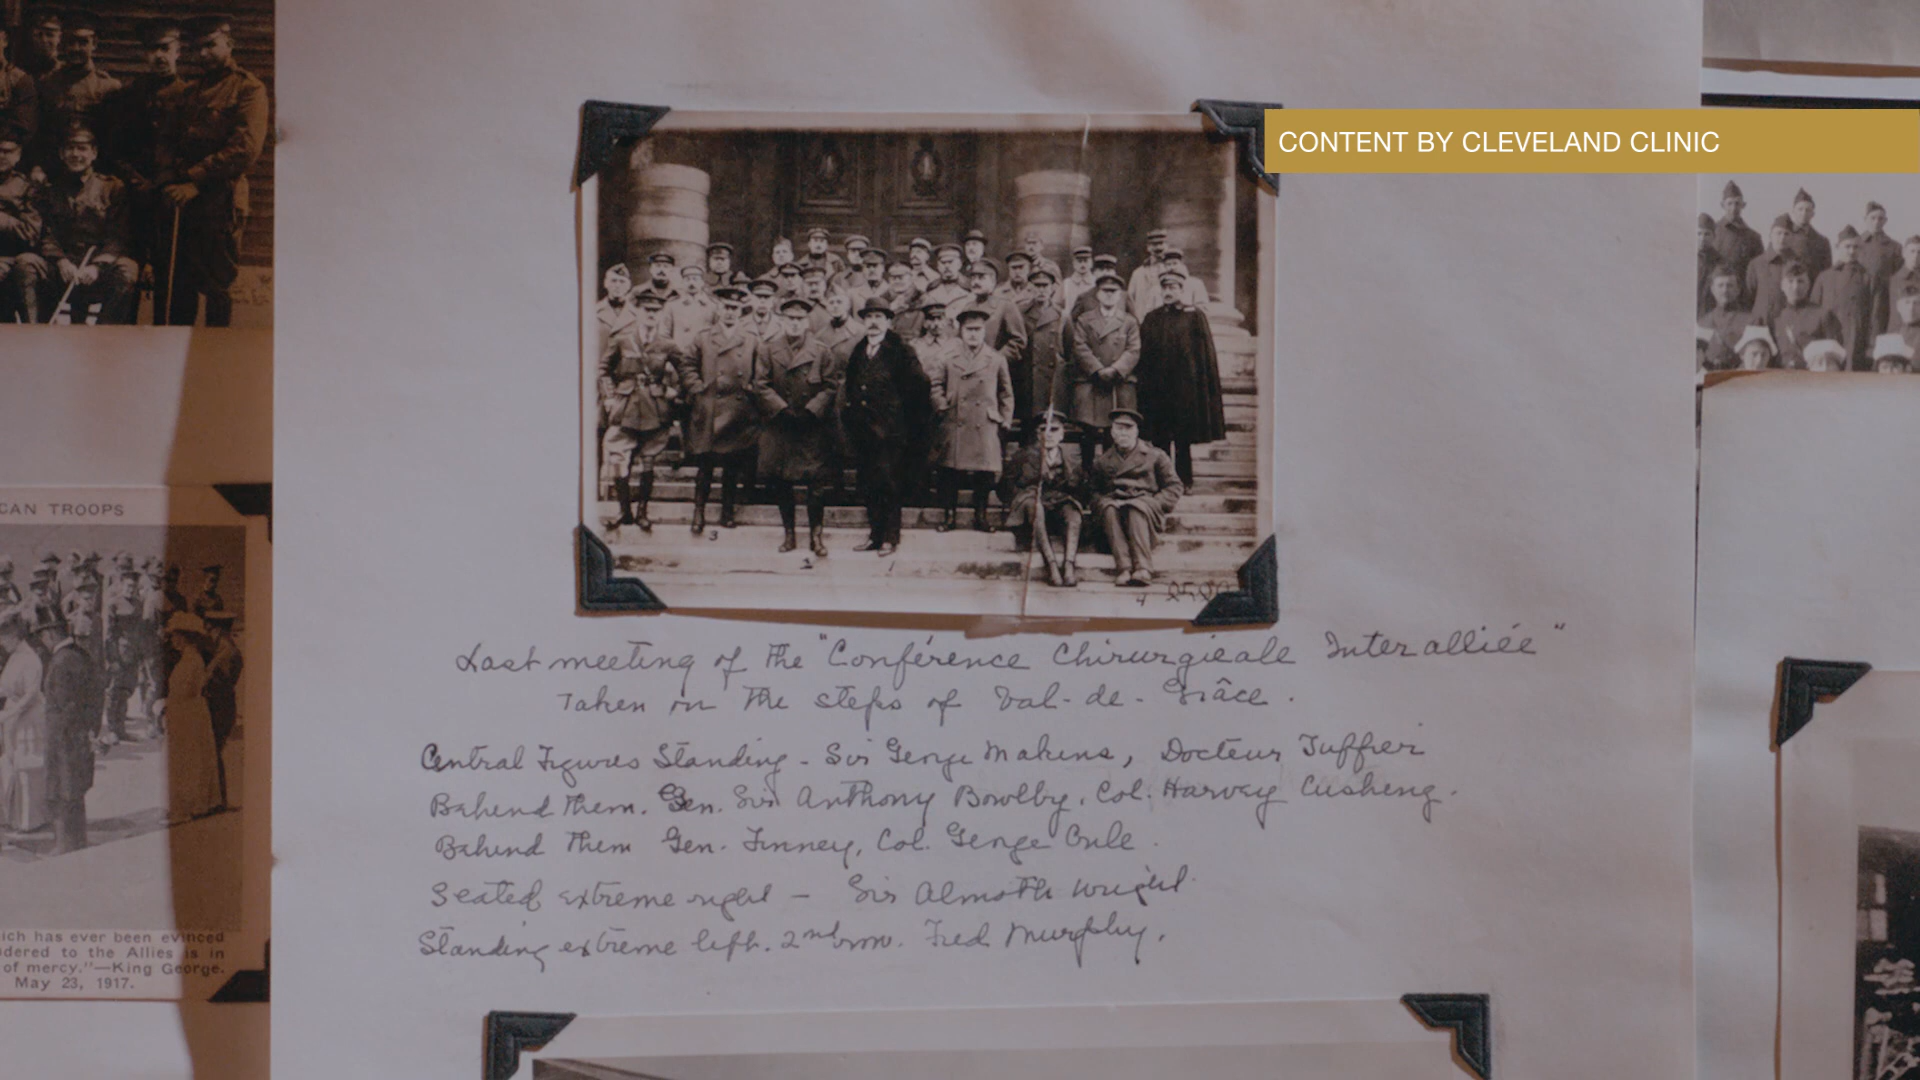 CONTENT BY CLEVELAND CLINIC
CAN TROOPS
3
4
Last meeting of the "Conférence Chirurgicale Interalliée"
Taken on the steps of Val-de-Grâce.
Central Figures Standing - Sir George Makins, Docteur Tuffier
Behind them. Gen. Sir Anthony Bowlby. Col. Harvey Cushing.
Behind Them Gen. Finney, Col. George Crile.
Seated extreme right - Sir Almoth Wright.
Standing extreme left. 2nd row. Fred Murphy.
ich has ever been evinced
dered to the Allies is in
of mercy."—King George.
May 23, 1917.